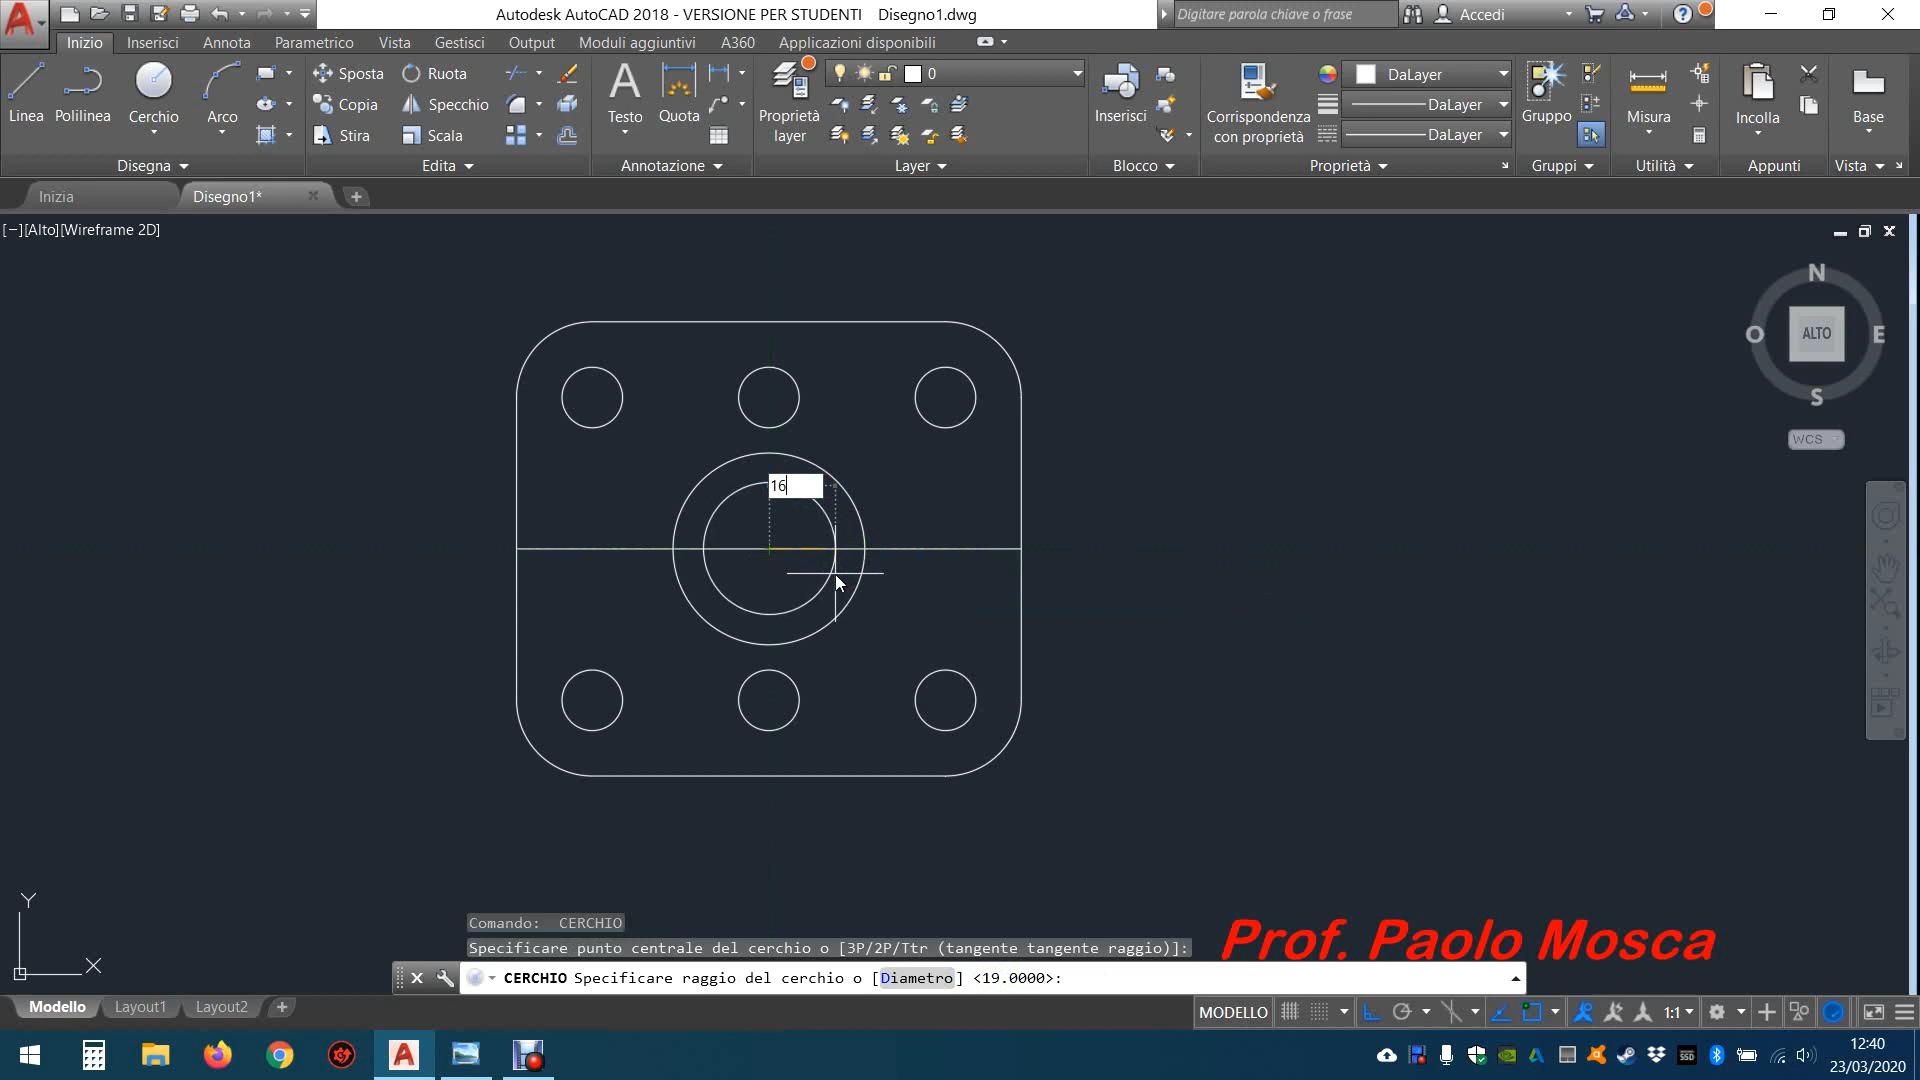 Autodesk AutoCAD 2018 - VERSIONE PER STUDENTI Disegno1.dwg
Digitare parola chiave o frase
Accedi
Inizio Inserisci Annota Parametrico Vista Gestisci Output Moduli aggiuntivi A360 Applicazioni disponibili
Linea Polilinea Cerchio Arco
Sposta Ruota
Copia Specchio
Stira Scala
Testo Quota
Proprietà layer
0
Inserisci
Corrispondenza con proprietà
DaLayer
DaLayer
DaLayer
Gruppo Misura Incolla Base
Disegna Edita Annotazione Layer Blocco Proprietà Gruppi Utilità Appunti Vista
Inizia Disegno1*
[−][Alto][Wireframe 2D]
N
O ALTO E
S
WCS
16
Y
X
Comando: CERCHIO
Specificare punto centrale del cerchio o [3P/2P/Ttr (tangente tangente raggio)]:
CERCHIO Specificare raggio del cerchio o [Diametro] <19.0000>:
Prof. Paolo Mosca
Modello Layout1 Layout2
MODELLO 1:1
SSD
12:40
23/03/2020